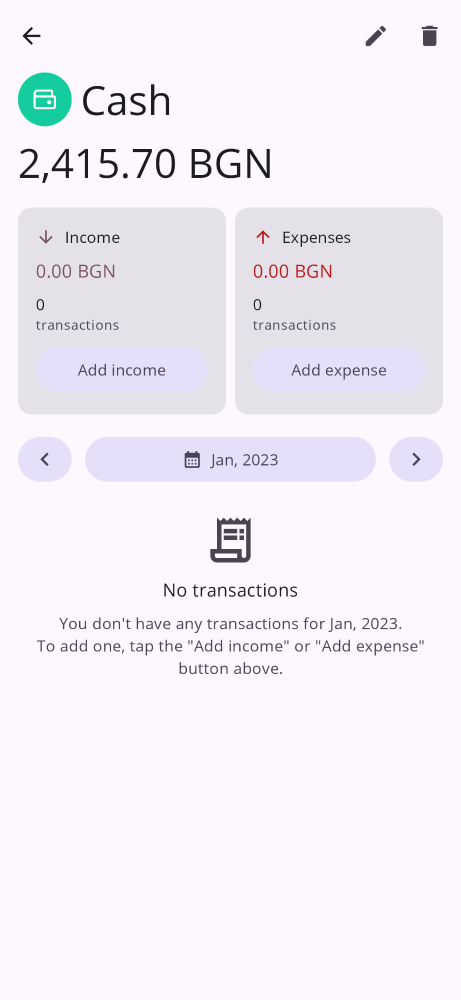 Cash
2,415.70 BGN
Income
0.00 BGN
0
transactions
Add income
Expenses
0.00 BGN
0
transactions
Add expense
Jan, 2023
No transactions
You don't have any transactions for Jan, 2023.
To add one, tap the "Add income" or "Add expense"
button above.